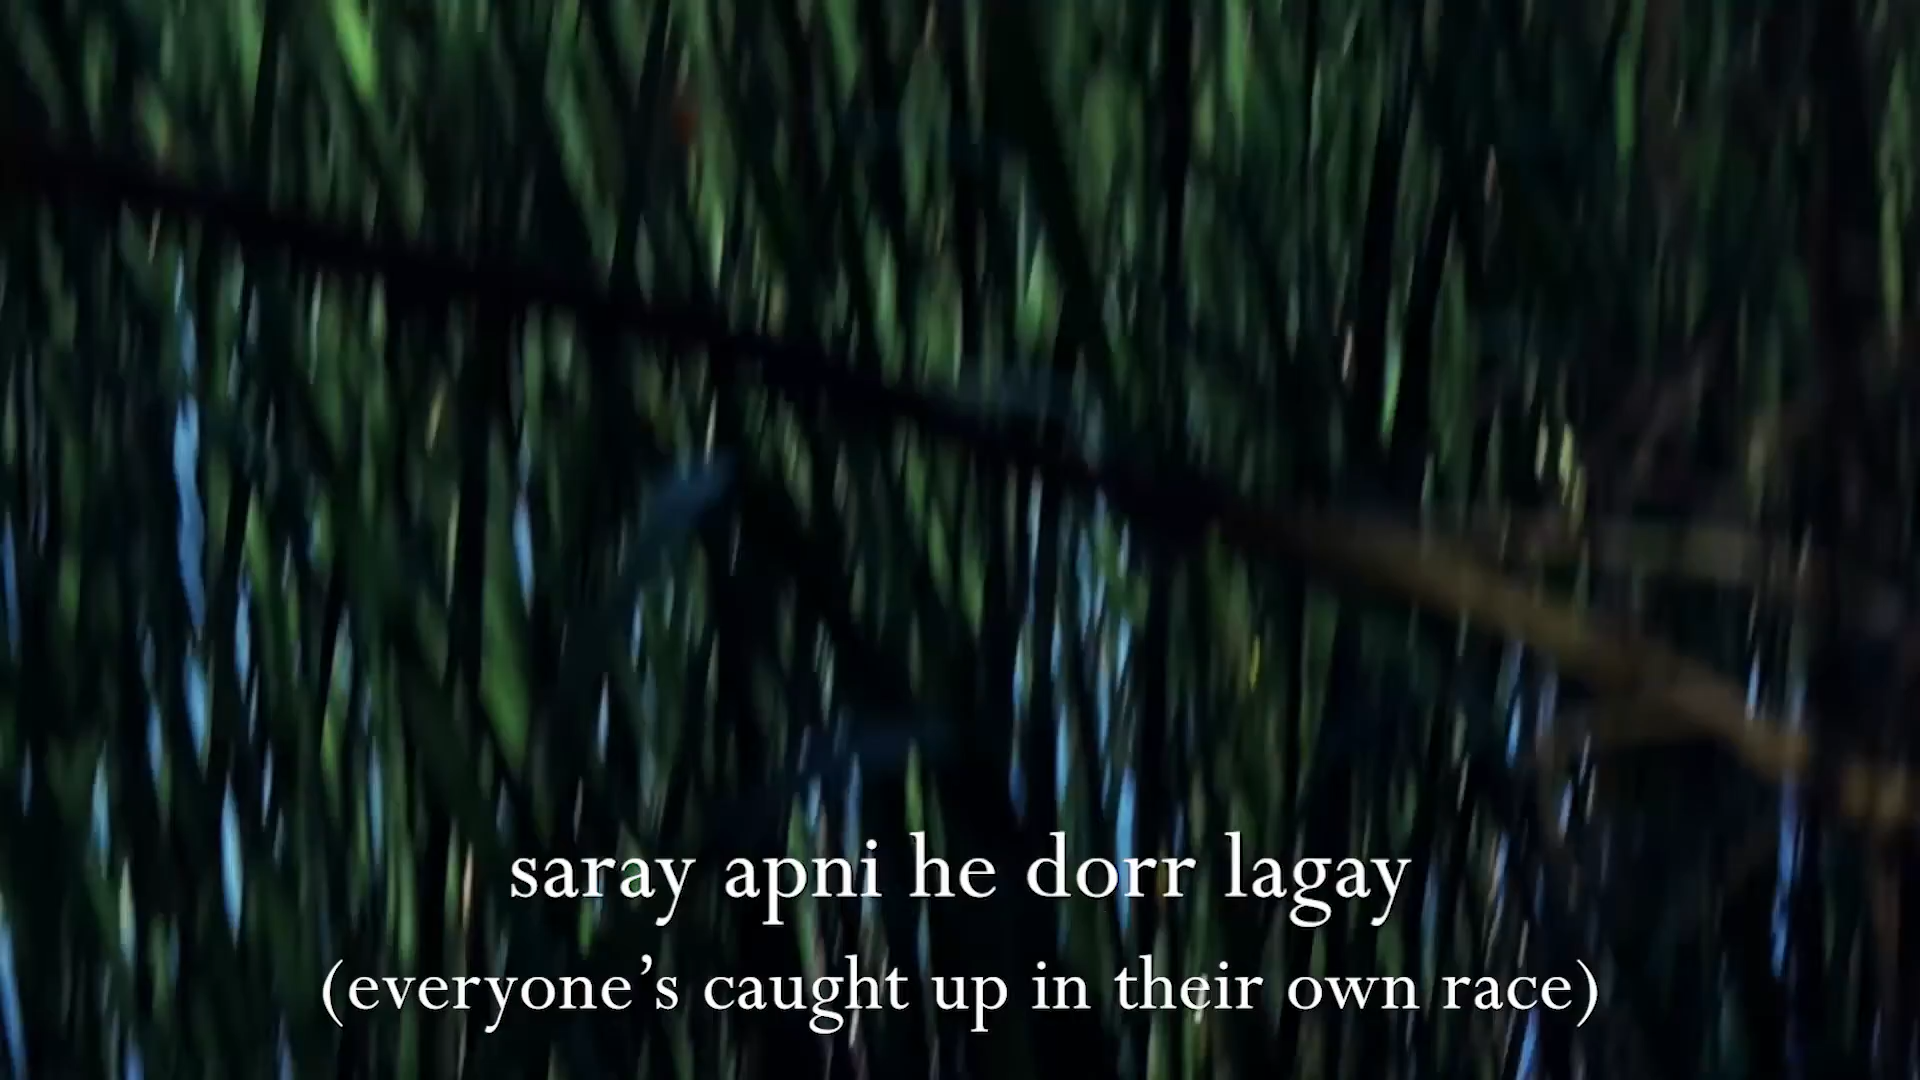 saray apni he dorr lagay
(everyone’s caught up in their own race)